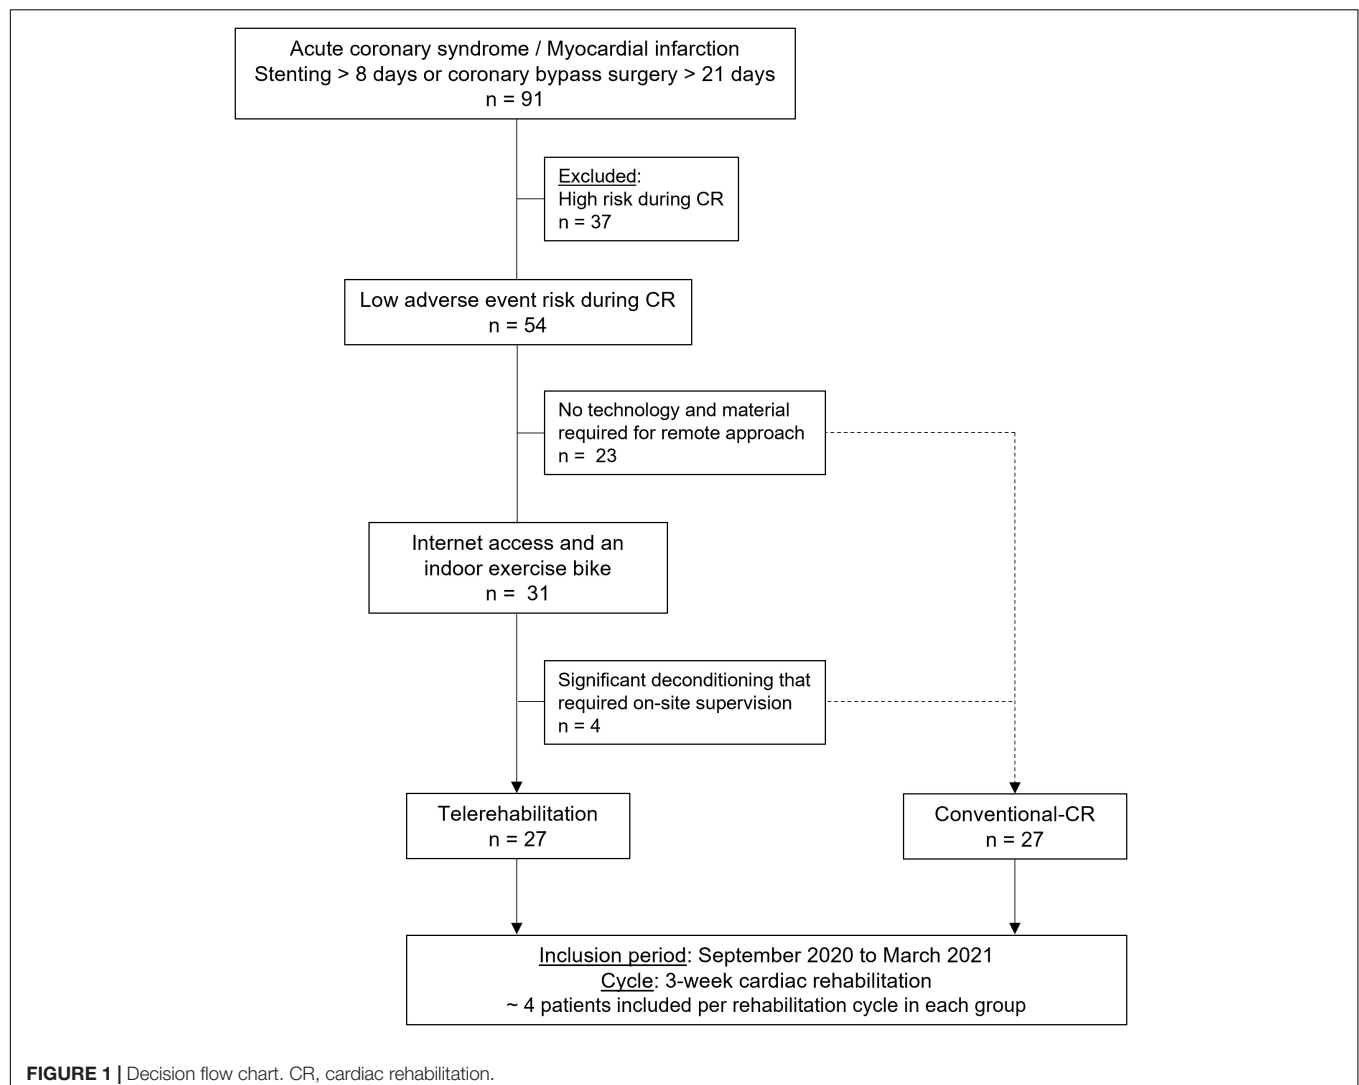 Acute coronary syndrome / Myocardial infarction
Stenting > 8 days or coronary bypass surgery > 21 days
n = 91
Excluded:
High risk during CR
n = 37
Low adverse event risk during CR
n = 54
No technology and material
required for remote approach
n =  23
Internet access and an
indoor exercise bike
n =  31
Significant deconditioning that
required on-site supervision
n = 4
Telerehabilitation
n = 27
Conventional-CR
n = 27
Inclusion period: September 2020 to March 2021
Cycle: 3-week cardiac rehabilitation
~ 4 patients included per rehabilitation cycle in each group
FIGURE 1 | Decision flow chart. CR, cardiac rehabilitation.